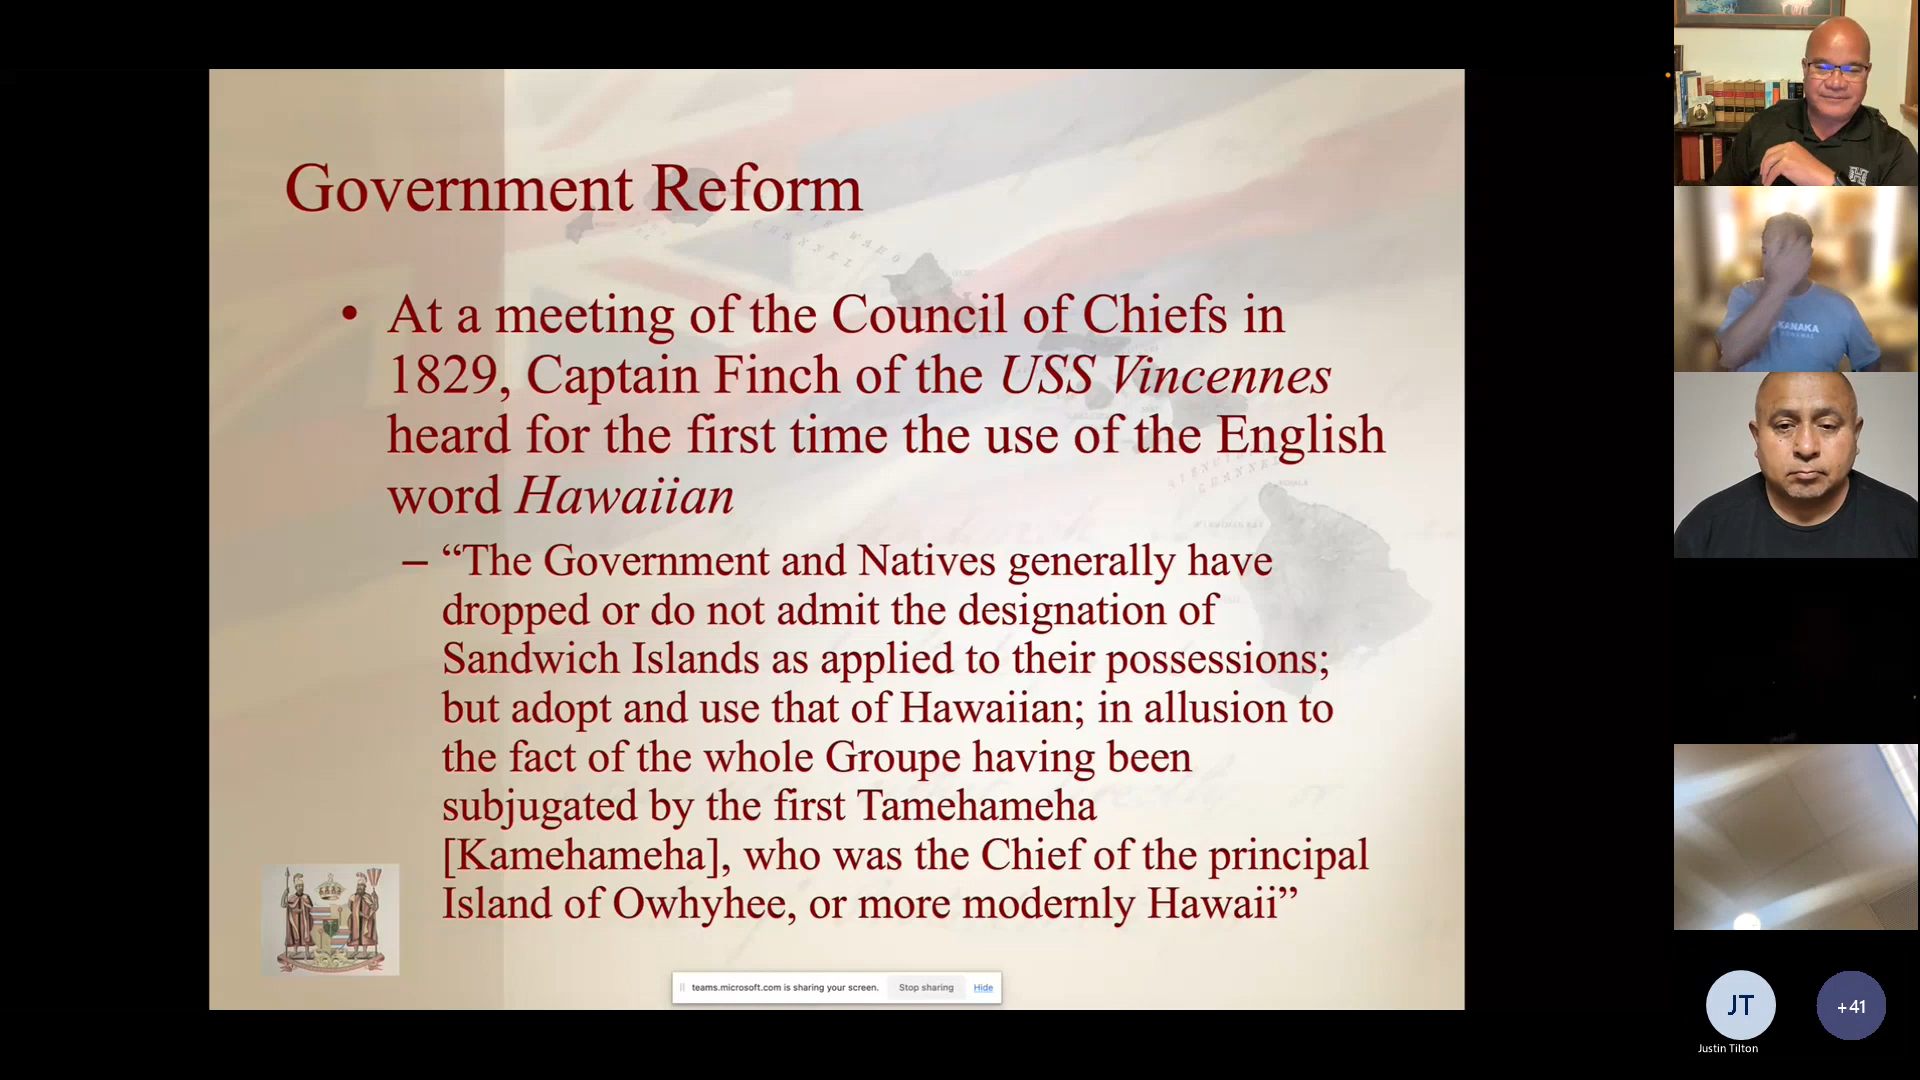 Government Reform
• At a meeting of the Council of Chiefs in
1829, Captain Finch of the USS Vincennes
heard for the first time the use of the English
word Hawaiian
– “The Government and Natives generally have
dropped or do not admit the designation of
Sandwich Islands as applied to their possessions;
but adopt and use that of Hawaiian; in allusion to
the fact of the whole Groupe having been
subjugated by the first Tamehameha
[Kamehameha], who was the Chief of the principal
Island of Owhyhee, or more modernly Hawaii”
teams.microsoft.com is sharing your screen. Stop sharing Hide
KANAKA
JT
+41
Justin Tilton